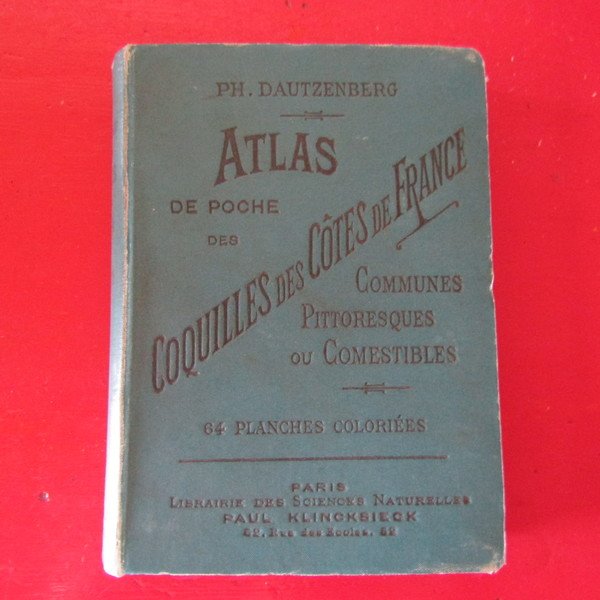 PH. DAUTZENBERG
ATLAS
DE POCHE
DES
COQUILLES DES CÔTES DE FRANCE
COMMUNES
PITTORESQUES
OU COMESTIBLES
64 PLANCHES COLORIÉES
PARIS
LIBRAIRIE DES SCIENCES NATURELLES
PAUL KLINCKSIECK
52, Rue des Ecoles, 52